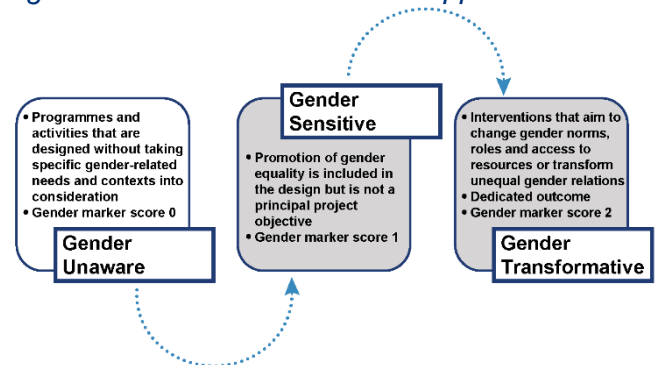 • Programmes and
activities that are
designed without taking
specific gender-related
needs and contexts into
consideration
• Gender marker score 0
Gender
Unaware
Gender
Sensitive
• Promotion of gender
equality is included
in the design but is not a
principal project
objective
• Gender marker score 1
• Interventions that aim to
change gender norms,
roles and access to
resources or transform
unequal gender relations
• Dedicated outcome
• Gender marker score 2
Gender
Transformative